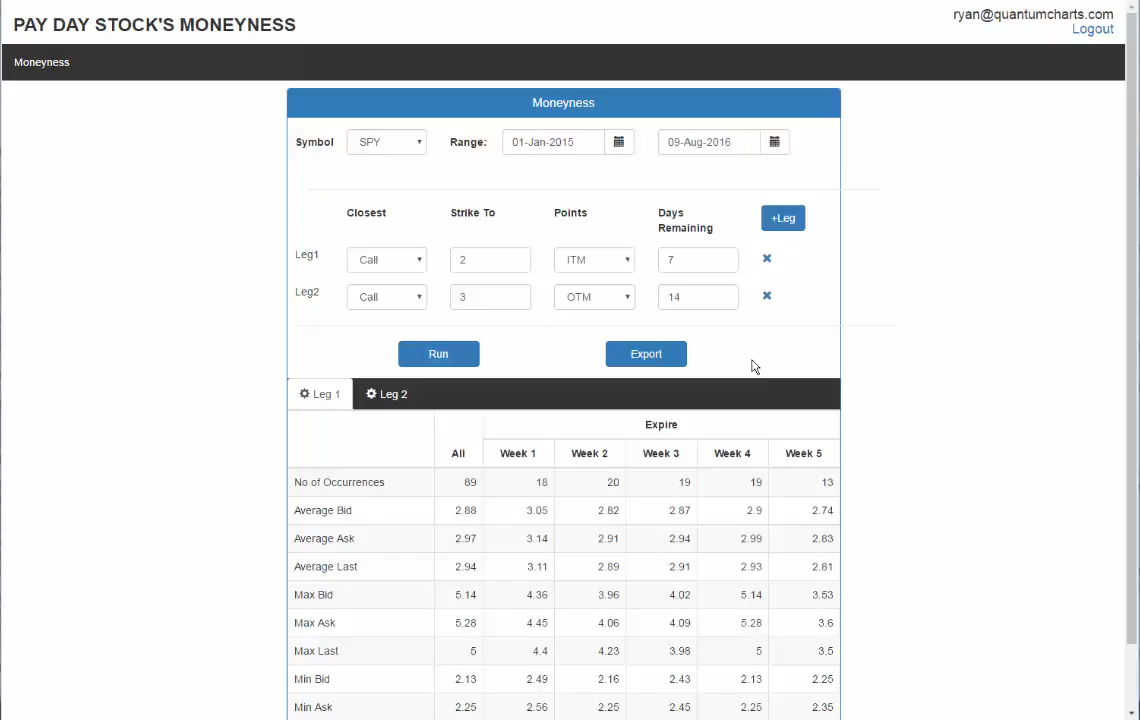 PAY DAY STOCK'S MONEYNESS
ryan@quantumcharts.com
Logout
Moneyness
Moneyness
Symbol SPY Range: 01-Jan-2015 09-Aug-2016
Closest Strike To Points Days Remaining +Leg
Leg1 Call 2 ITM 7
Leg2 Call 3 OTM 14
Run Export
Leg 1 Leg 2
Expire
All Week 1 Week 2 Week 3 Week 4 Week 5
No of Occurrences 89 18 20 19 19 13
Average Bid 2.88 3.05 2.82 2.87 2.9 2.74
Average Ask 2.97 3.14 2.91 2.94 2.99 2.83
Average Last 2.94 3.11 2.89 2.91 2.93 2.81
Max Bid 5.14 4.36 3.96 4.02 5.14 3.53
Max Ask 5.28 4.45 4.06 4.09 5.28 3.6
Max Last 5 4.4 4.23 3.98 5 3.5
Min Bid 2.13 2.49 2.16 2.43 2.13 2.25
Min Ask 2.25 2.56 2.25 2.45 2.25 2.35